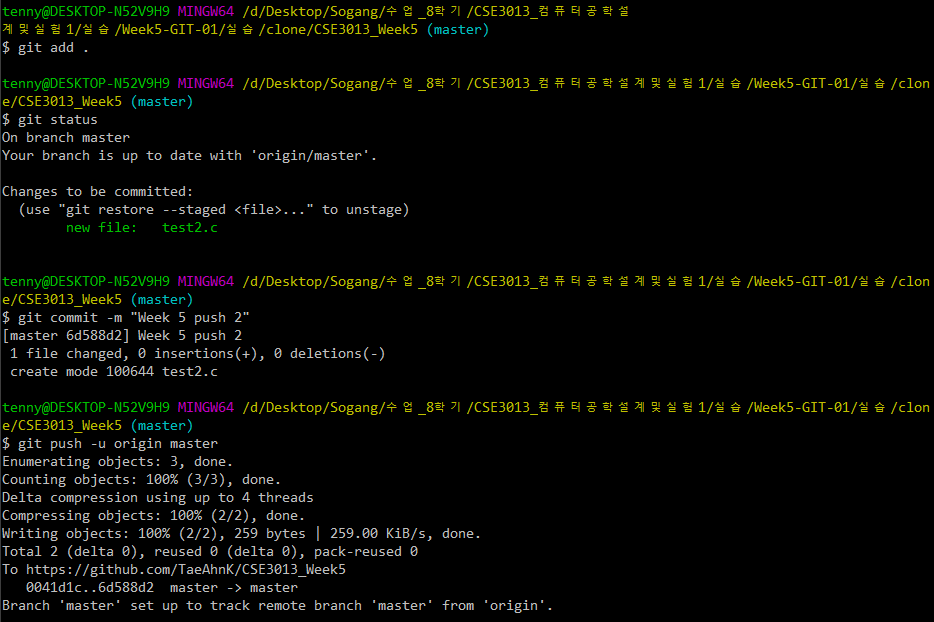 tenny@DESKTOP-N52V9H9 MINGW64 /d/Desktop/Sogang/수업_8학기/CSE3013_컴퓨터공학설
계및실험1/실습/Week5-GIT-01/실습/clone/CSE3013_Week5 (master)
$ git add .
tenny@DESKTOP-N52V9H9 MINGW64 /d/Desktop/Sogang/수업_8학기/CSE3013_컴퓨터공학설계및실험1/실습/Week5-GIT-01/실습/clon
e/CSE3013_Week5 (master)
$ git status
On branch master
Your branch is up to date with 'origin/master'.
Changes to be committed:
  (use "git restore --staged <file>..." to unstage)
        new file:   test2.c
tenny@DESKTOP-N52V9H9 MINGW64 /d/Desktop/Sogang/수업_8학기/CSE3013_컴퓨터공학설계및실험1/실습/Week5-GIT-01/실습/clon
e/CSE3013_Week5 (master)
$ git commit -m "Week 5 push 2"
[master 6d588d2] Week 5 push 2
 1 file changed, 0 insertions(+), 0 deletions(-)
 create mode 100644 test2.c
tenny@DESKTOP-N52V9H9 MINGW64 /d/Desktop/Sogang/수업_8학기/CSE3013_컴퓨터공학설계및실험1/실습/Week5-GIT-01/실습/clon
e/CSE3013_Week5 (master)
$ git push -u origin master
Enumerating objects: 3, done.
Counting objects: 100% (3/3), done.
Delta compression using up to 4 threads
Compressing objects: 100% (2/2), done.
Writing objects: 100% (2/2), 259 bytes | 259.00 KiB/s, done.
Total 2 (delta 0), reused 0 (delta 0), pack-reused 0
To https://github.com/TaeAhnK/CSE3013_Week5
   0041d1c..6d588d2  master -> master
Branch 'master' set up to track remote branch 'master' from 'origin'.